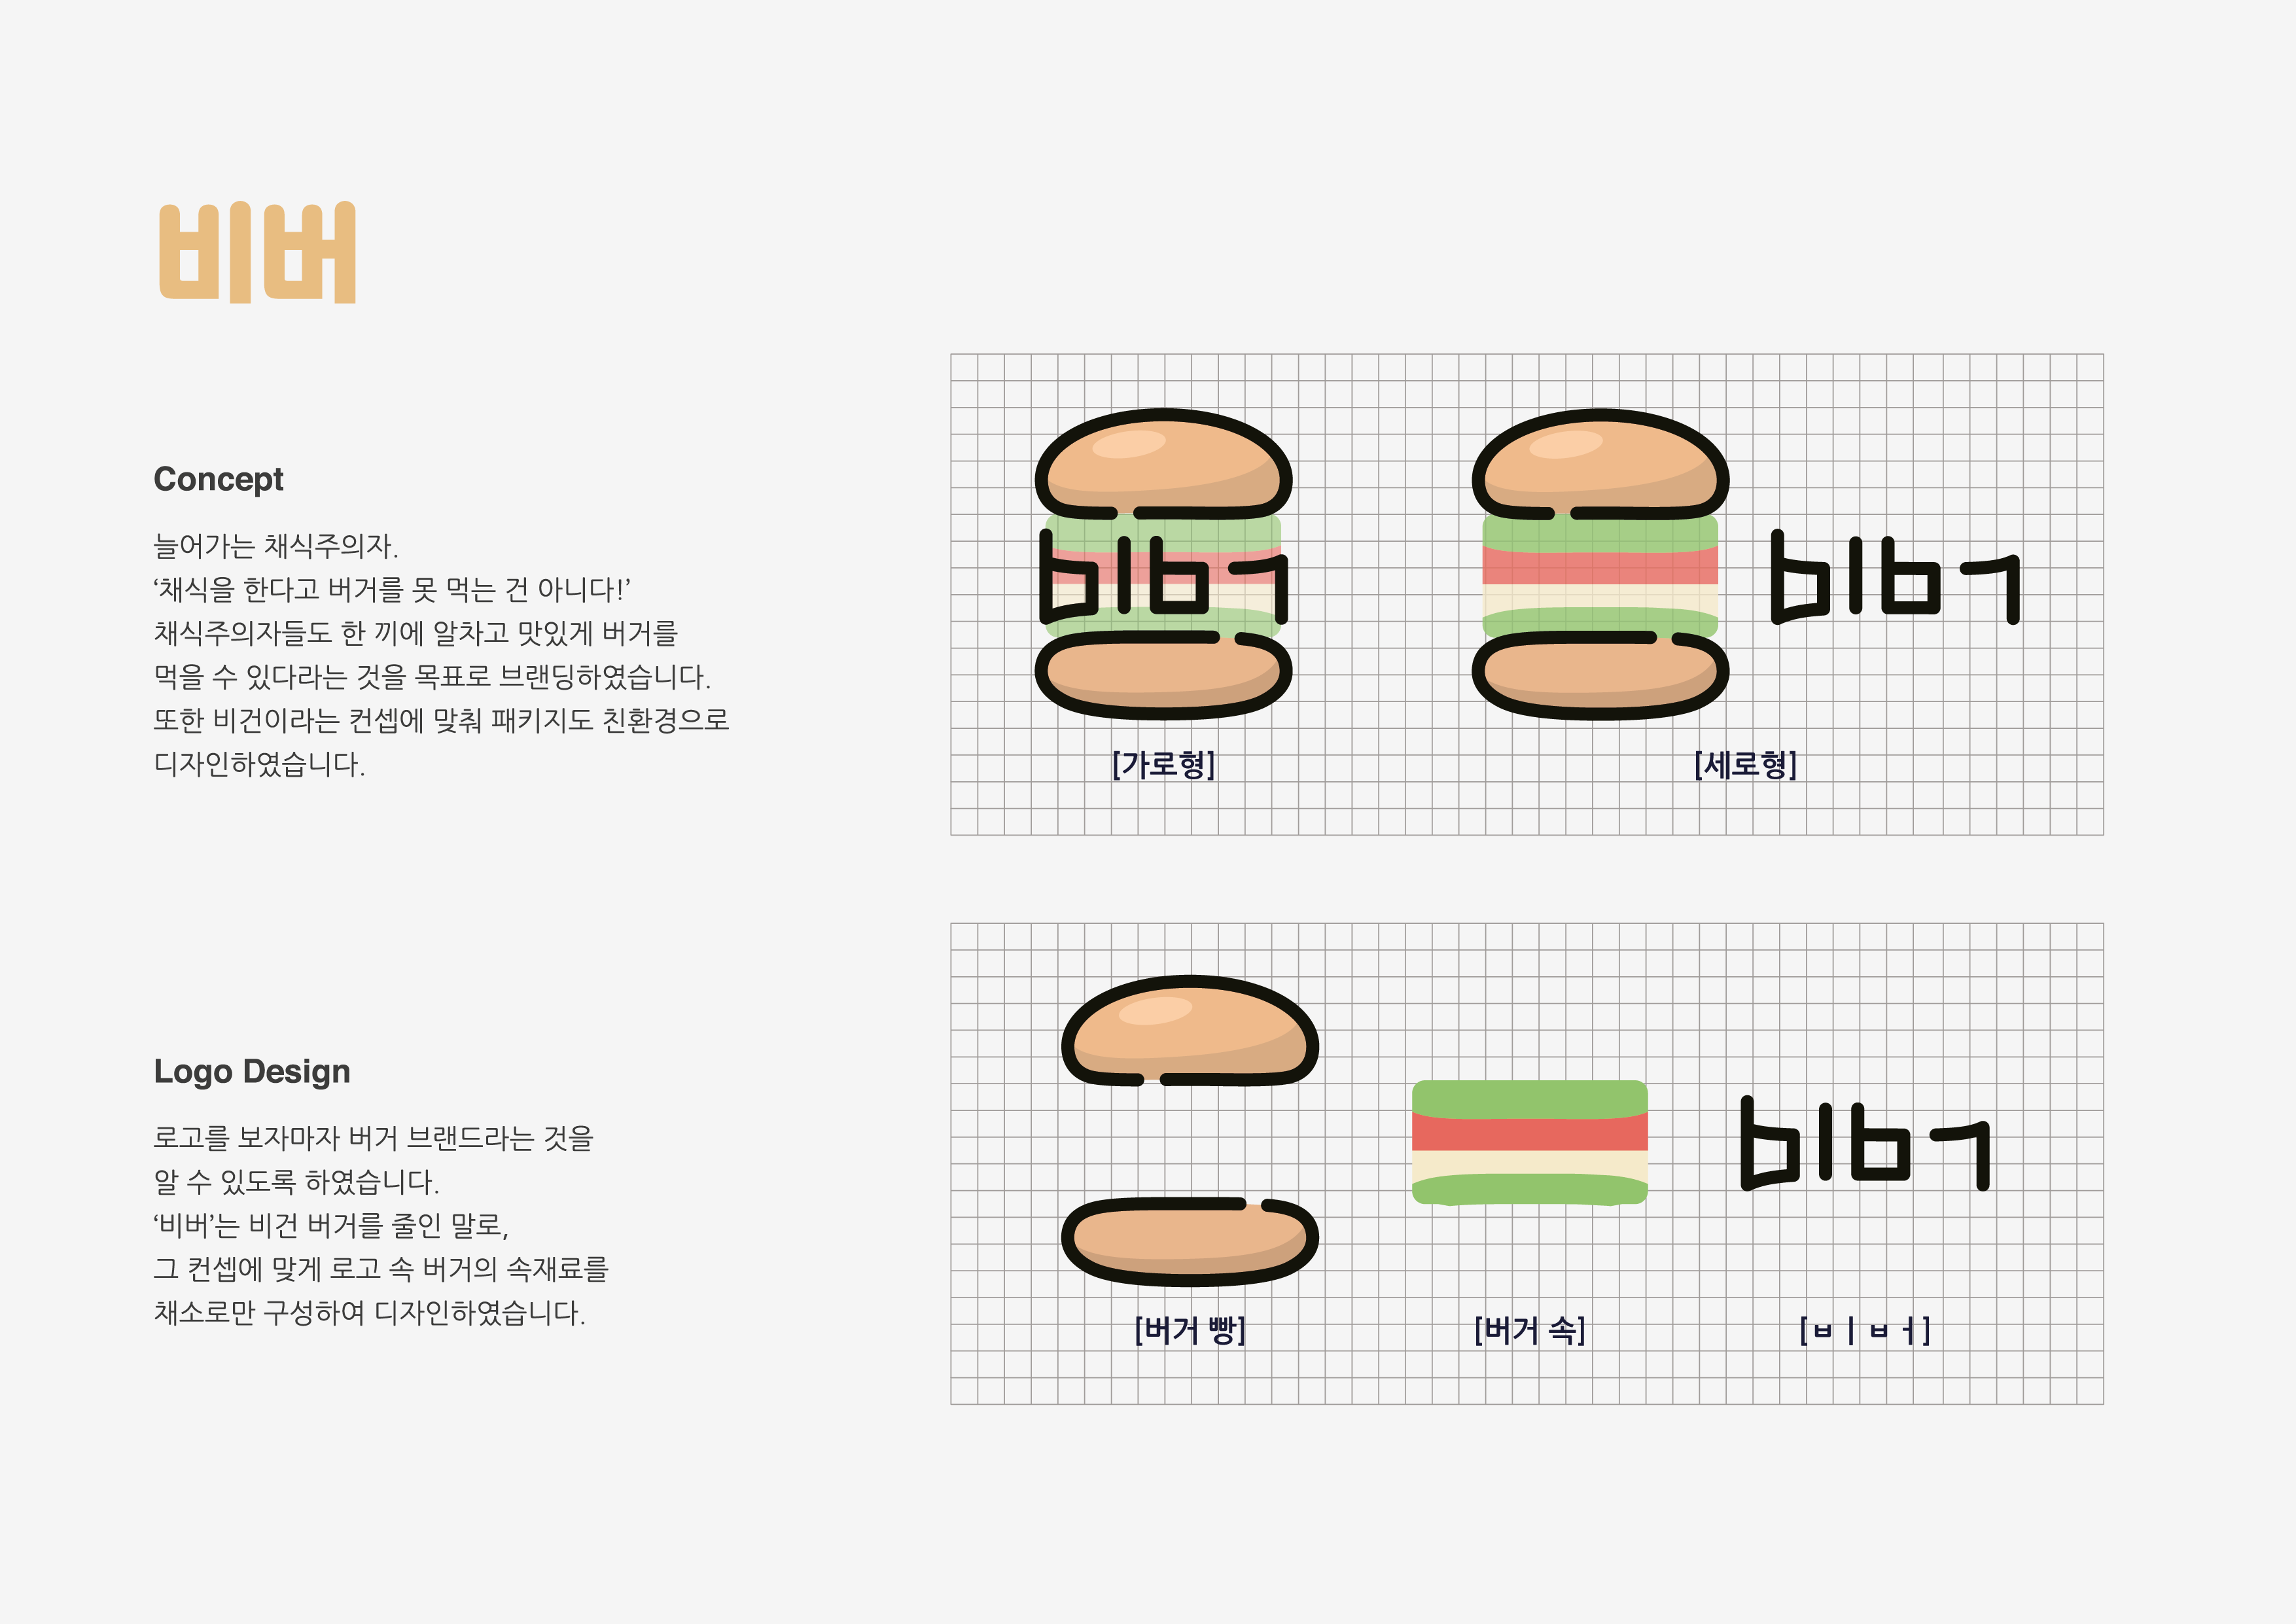 비버
Concept
늘어가는 채식주의자.
‘채식을 한다고 버거를 못 먹는 건 아니다!’
채식주의자들도 한 끼에 알차고 맛있게 버거를
먹을 수 있다라는 것을 목표로 브랜딩하였습니다.
또한 비건이라는 컨셉에 맞춰 패키지도 친환경으로
디자인하였습니다.
ㅂㅣㅂㅓ
ㅂㅣㅂㅓ
[가로형]
[세로형]
Logo Design
로고를 보자마자 버거 브랜드라는 것을
알 수 있도록 하였습니다.
‘비버’는 비건 버거를 줄인 말로,
그 컨셉에 맞게 로고 속 버거의 속재료를
채소로만 구성하여 디자인하였습니다.
ㅂㅣㅂㅓ
[버거 빵]
[버거 속]
[ㅂㅣㅂㅓ]